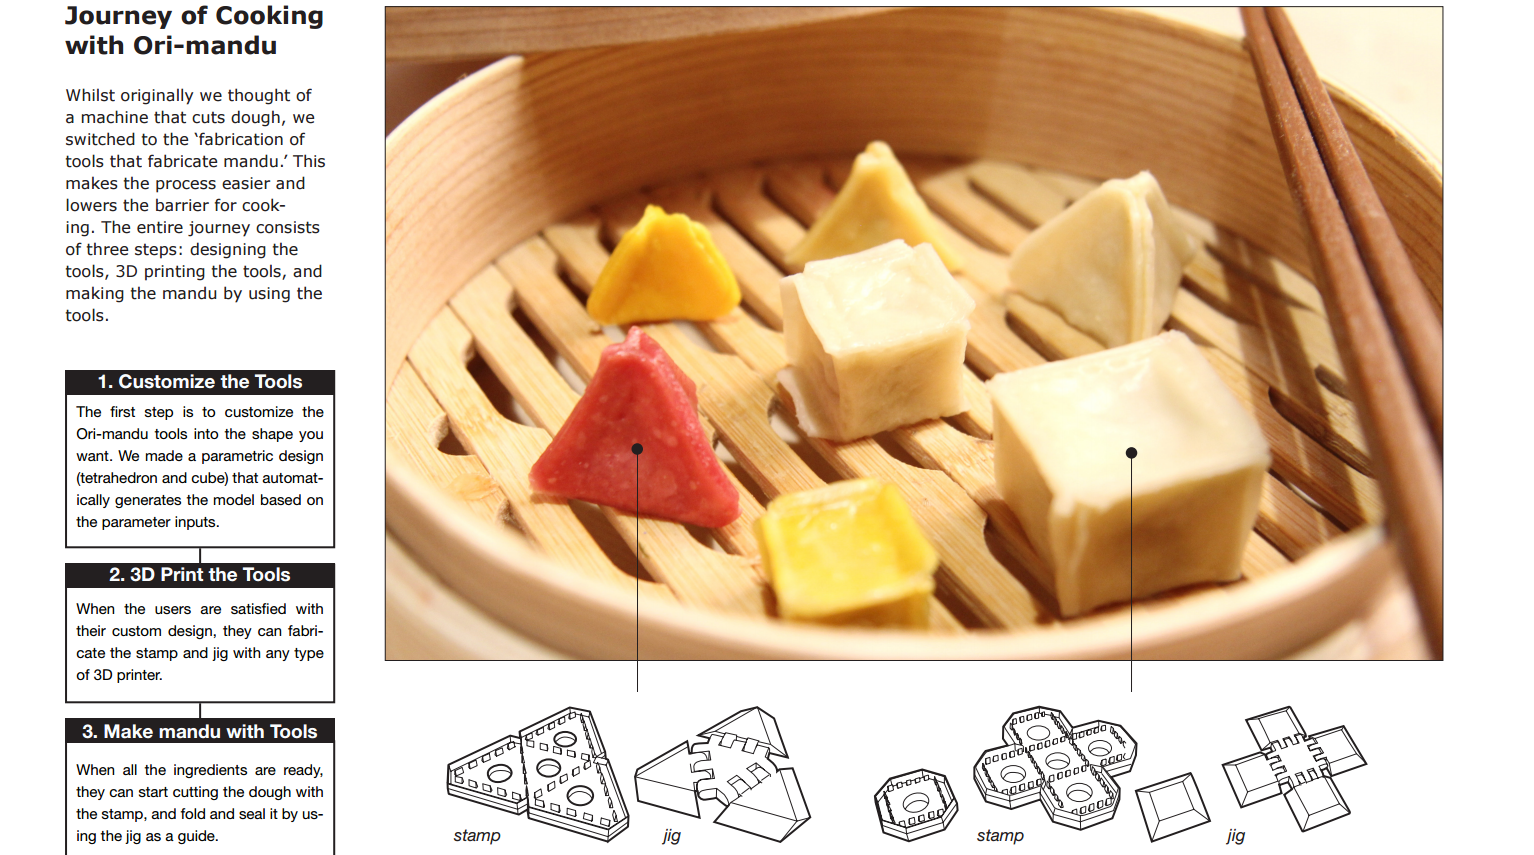 Journey of Cooking
with Ori-mandu
Whilst originally we thought of
a machine that cuts dough, we
switched to the ‘fabrication of
tools that fabricate mandu.’ This
makes the process easier and
lowers the barrier for cook-
ing. The entire journey consists
of three steps: designing the
tools, 3D printing the tools, and
making the mandu by using the
tools.
1. Customize the Tools
The first step is to customize the
Ori-mandu tools into the shape you
want. We made a parametric design
(tetrahedron and cube) that automat-
ically generates the model based on
the parameter inputs.
2. 3D Print the Tools
When the users are satisfied with
their custom design, they can fabri-
cate the stamp and jig with any type
of 3D printer.
3. Make mandu with Tools
When all the ingredients are ready,
they can start cutting the dough with
the stamp, and fold and seal it by us-
ing the jig as a guide.
stamp
jig
stamp
jig